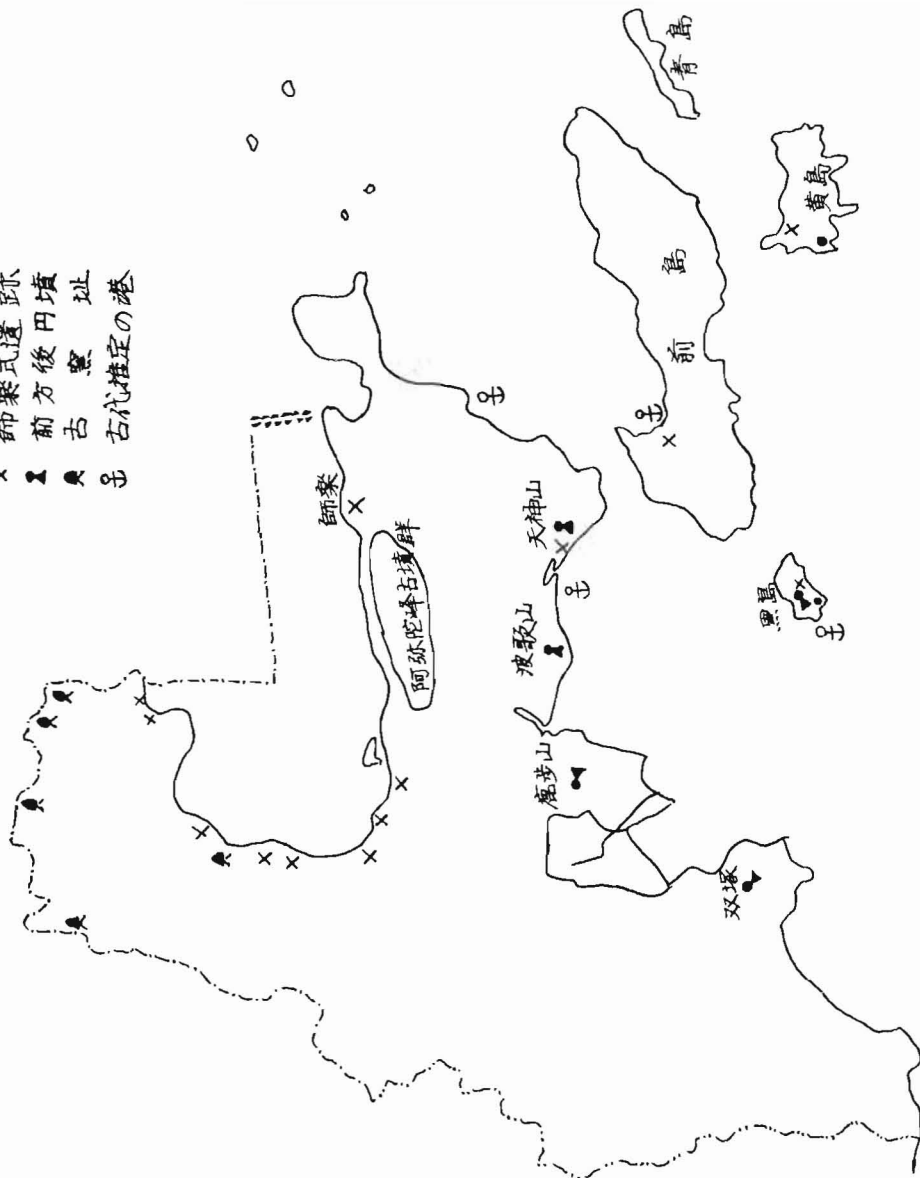 × 師楽式遺跡
前方後円墳
古窯址
古代推定の港
師楽
阿弥陀峰古墳群
天神山
波歌山
鹿歩山
双塚
前島
青島
黄島
黒島